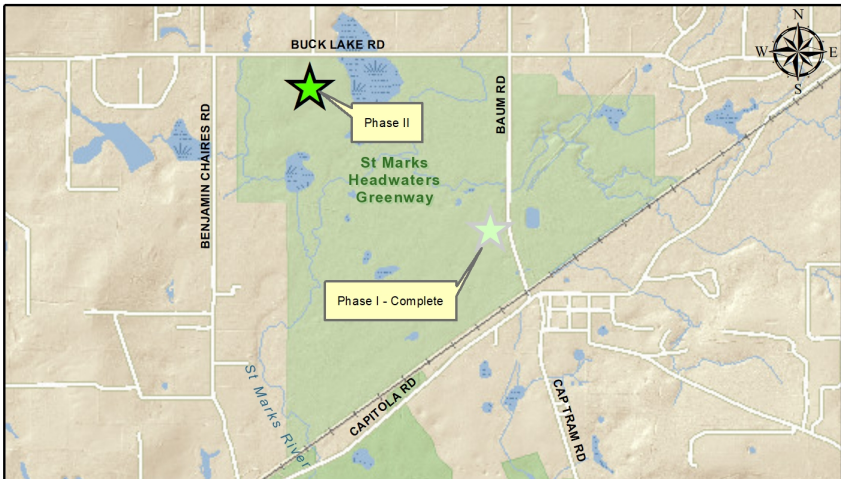 N
BUCK LAKE RD
W
E
S
BENJAMIN CHAIRES RD
BAUM RD
Phase II
St Marks
Headwaters
Greenway
Phase I - Complete
St Marks River
CAPITOLA RD
CAP TRAM RD